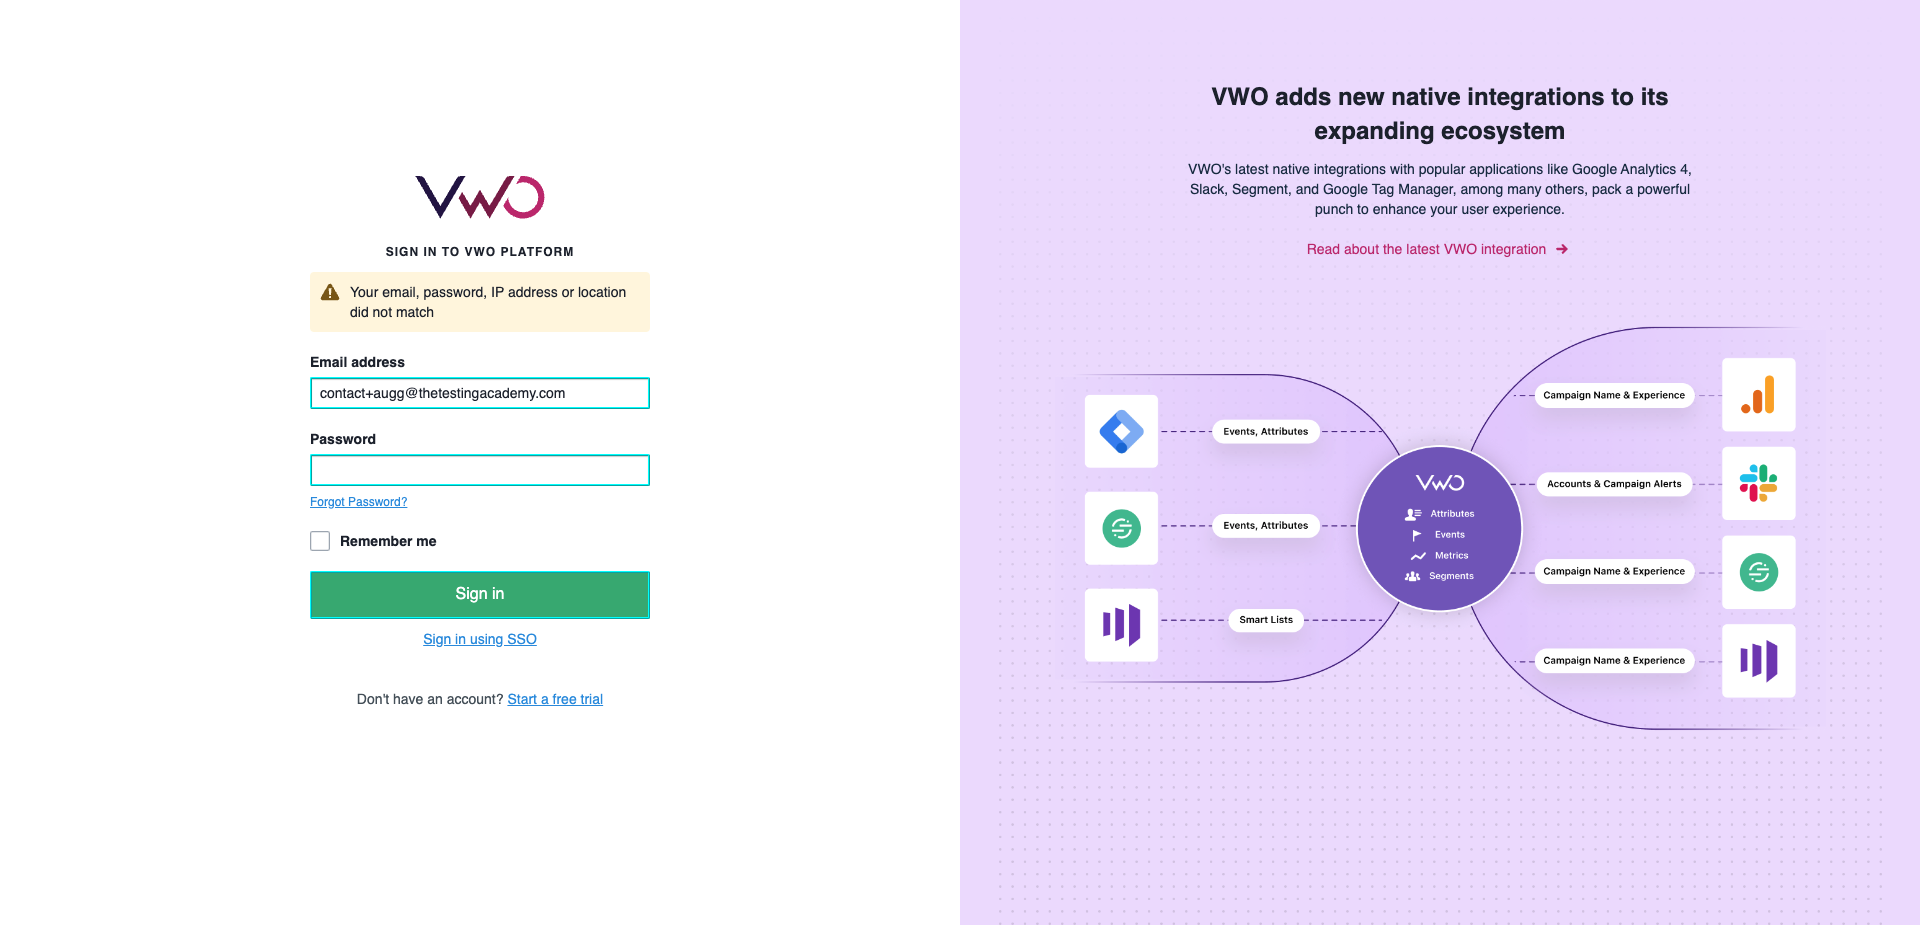 VWO
SIGN IN TO VWO PLATFORM
Your email, password, IP address or location
did not match
Email address
contact+augg@thetestingacademy.com
Password
Forgot Password?
Remember me
Sign in
Sign in using SSO
Don't have an account? Start a free trial
VWO adds new native integrations to its
expanding ecosystem
VWO's latest native integrations with popular applications like Google Analytics 4,
Slack, Segment, and Google Tag Manager, among many others, pack a powerful
punch to enhance your user experience.
Read about the latest VWO integration
Events, Attributes
Events, Attributes
Smart Lists
VWO
Attributes
Events
Metrics
Segments
Campaign Name & Experience
Accounts & Campaign Alerts
Campaign Name & Experience
Campaign Name & Experience